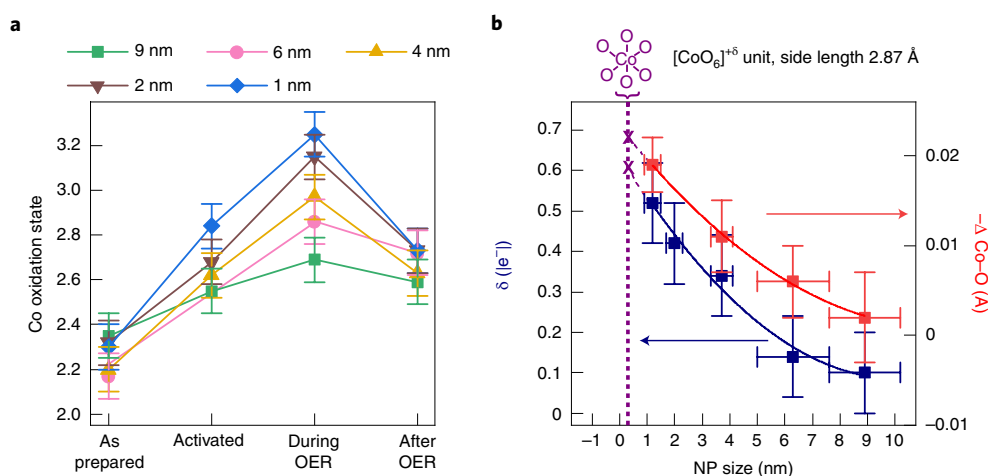 a
9 nm
6 nm
4 nm
2 nm
1 nm
Co oxidation state
3.2
3.0
2.8
2.6
2.4
2.2
2.0
As prepared
Activated
During OER
After OER
b
O O O Co O O O
[CoO₆]⁺ᵟ unit, side length 2.87 Å
δ (le⁻l)
0.7
0.6
0.5
0.4
0.3
0.2
0.1
0
X
X
0.02
0.01
0
−0.01
−Δ Co–O (Å)
−1 0 1 2 3 4 5 6 7 8 9 10
NP size (nm)